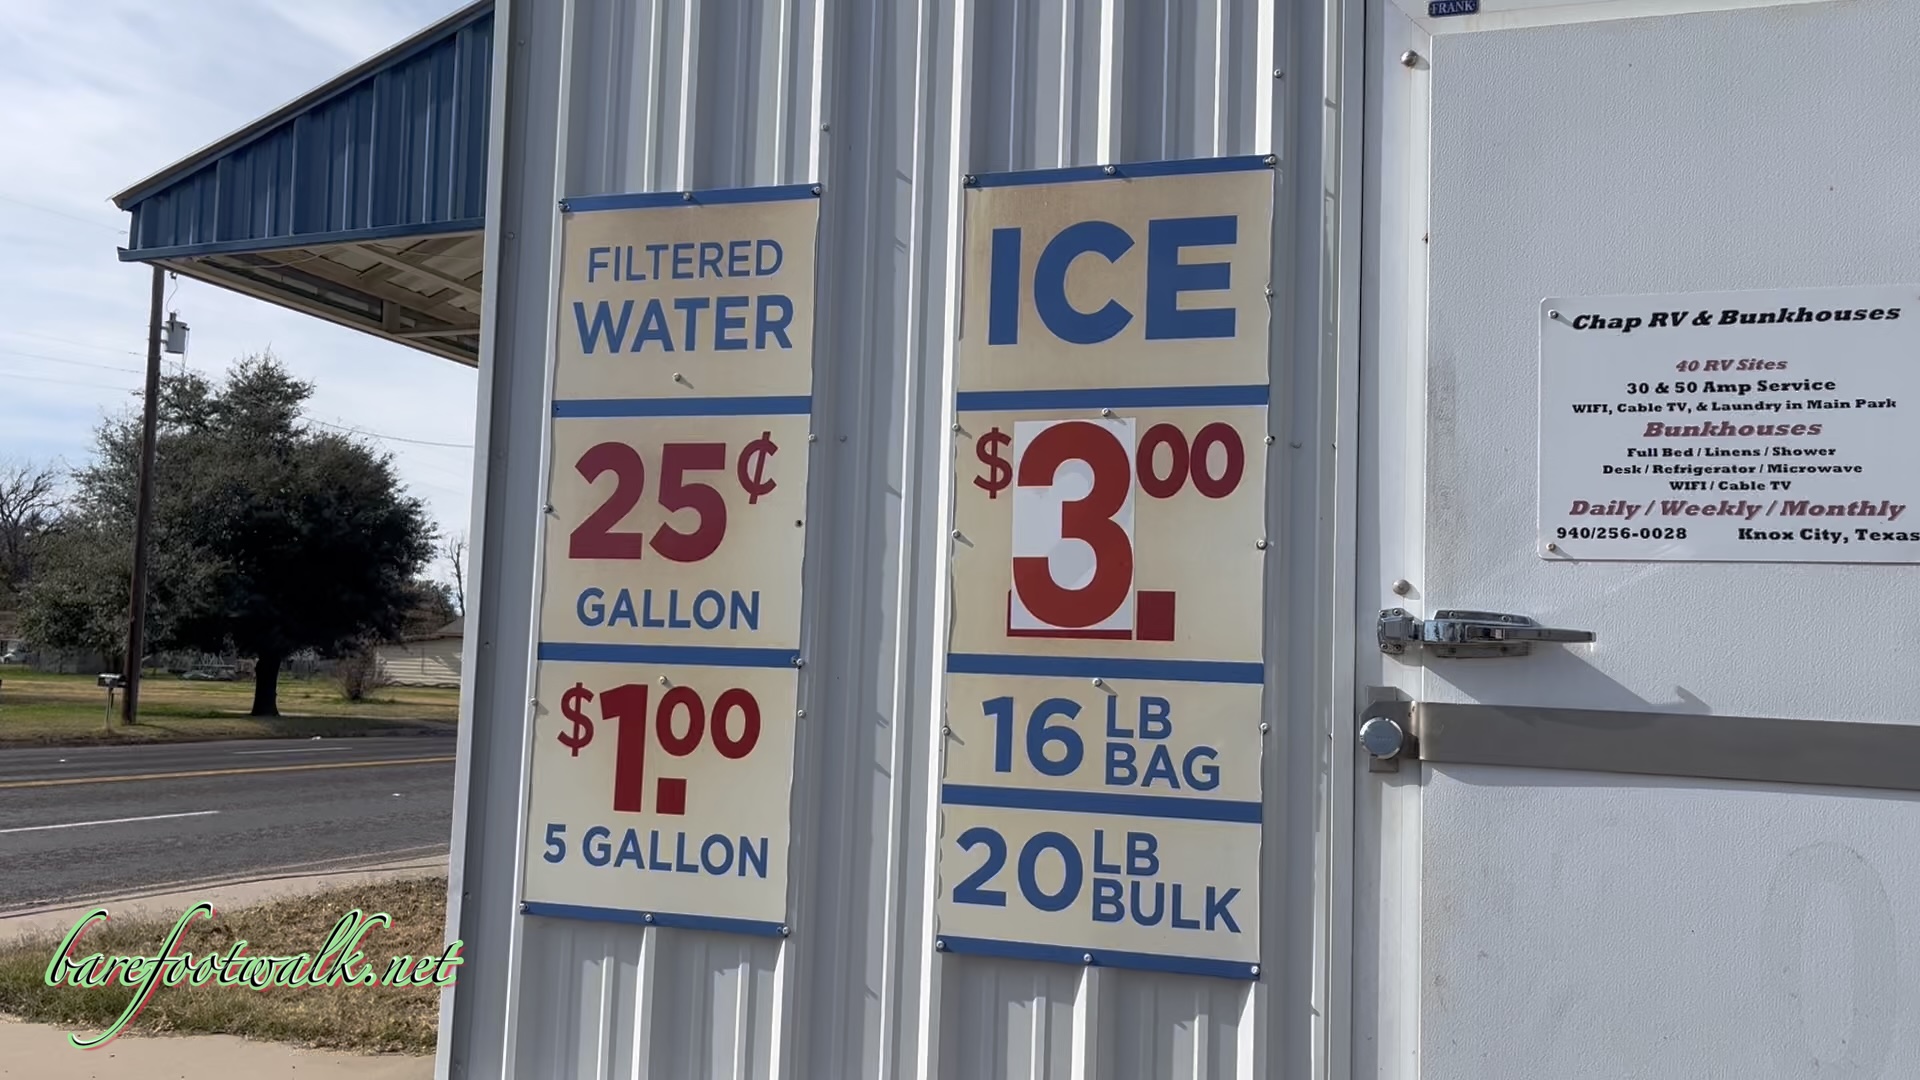 FRANK
FILTERED
WATER
25¢
GALLON
$1.00
5 GALLON
ICE
$3.00
16 LB
BAG
20 LB
BULK
Chap RV & Bunkhouses
40 RV Sites
30 & 50 Amp Service
WIFI, Cable TV, & Laundry in Main Park
Bunkhouses
Full Bed / Linens / Shower
Desk / Refrigerator / Microwave
WIFI / Cable TV
Daily / Weekly / Monthly
940/256-0028 Knox City, Texas
barefootwalk.net